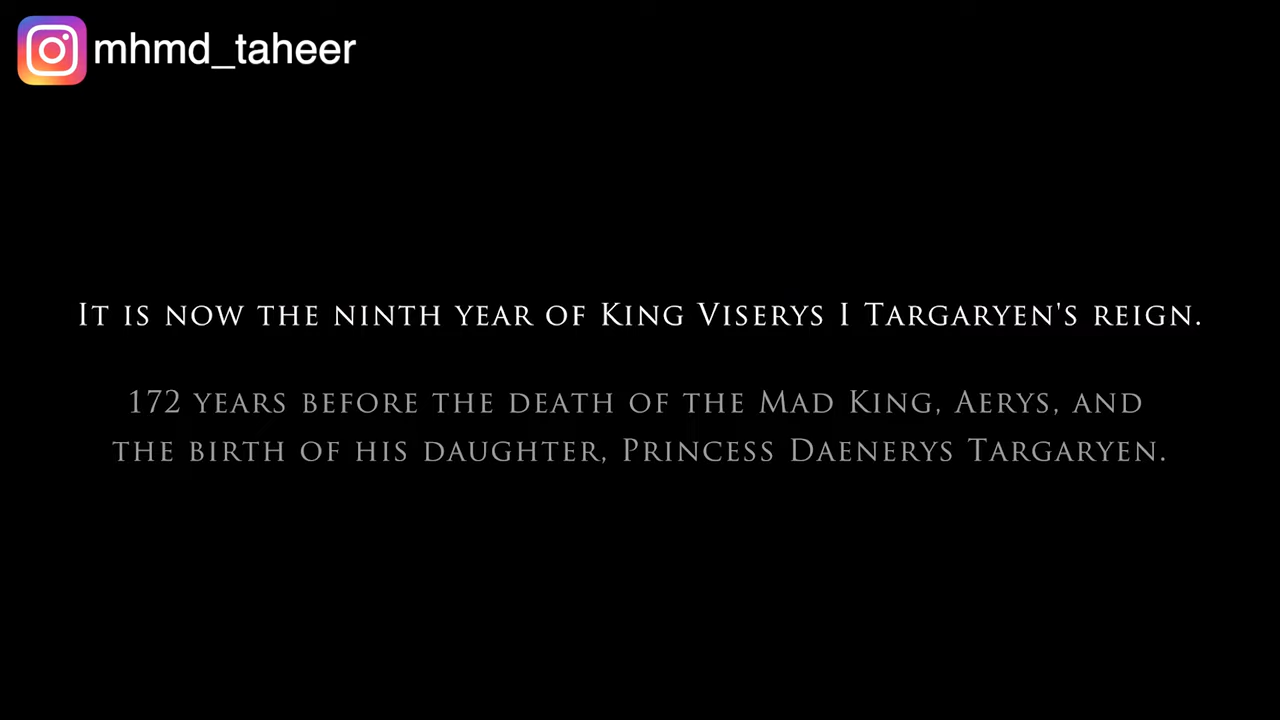 mhmd_taheer
It is now the ninth year of King Viserys I Targaryen's reign.
172 years before the death of the Mad King, Aerys, and
the birth of his daughter, Princess Daenerys Targaryen.